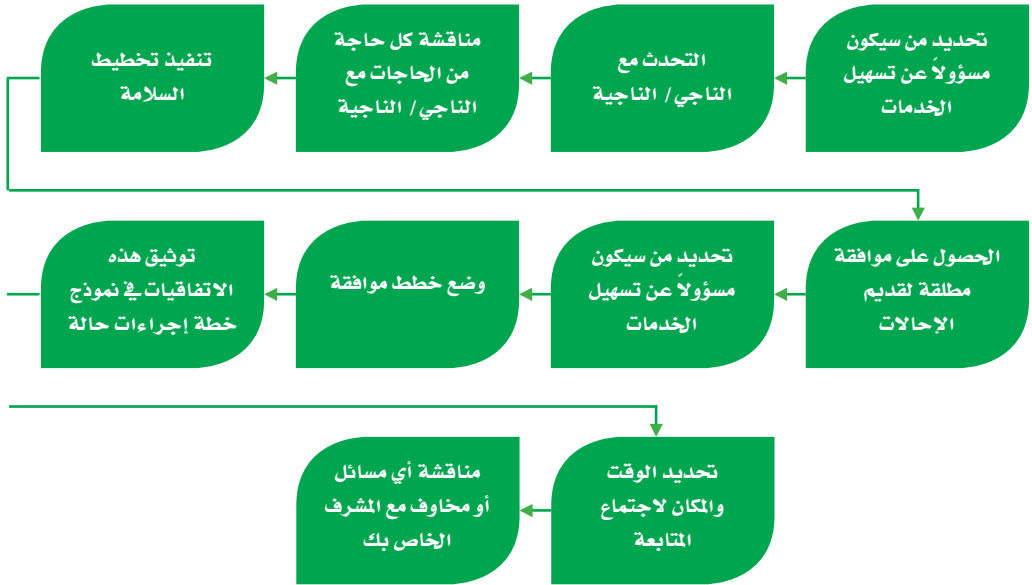 تحديد من سيكون
مسؤولاً عن تسهيل
الخدمات
التحدث مع
الناجي/ الناجية
مناقشة كل حاجة
من الحاجات مع
الناجي/ الناجية
تنفيذ تخطيط
السلامة
الحصول على موافقة
مطلقة لقديم
الإحالات
تحديد من سيكون
مسؤولاً عن تسهيل
الخدمات
وضع خطط موافقة
توثيق هذه
الاتفاقيات في نموذج
خطة إجراءات حالة
تحديد الوقت
والمكان لاجتماع
المتابعة
مناقشة أي مسائل
أو مخاوف مع المشرف
الخاص بك